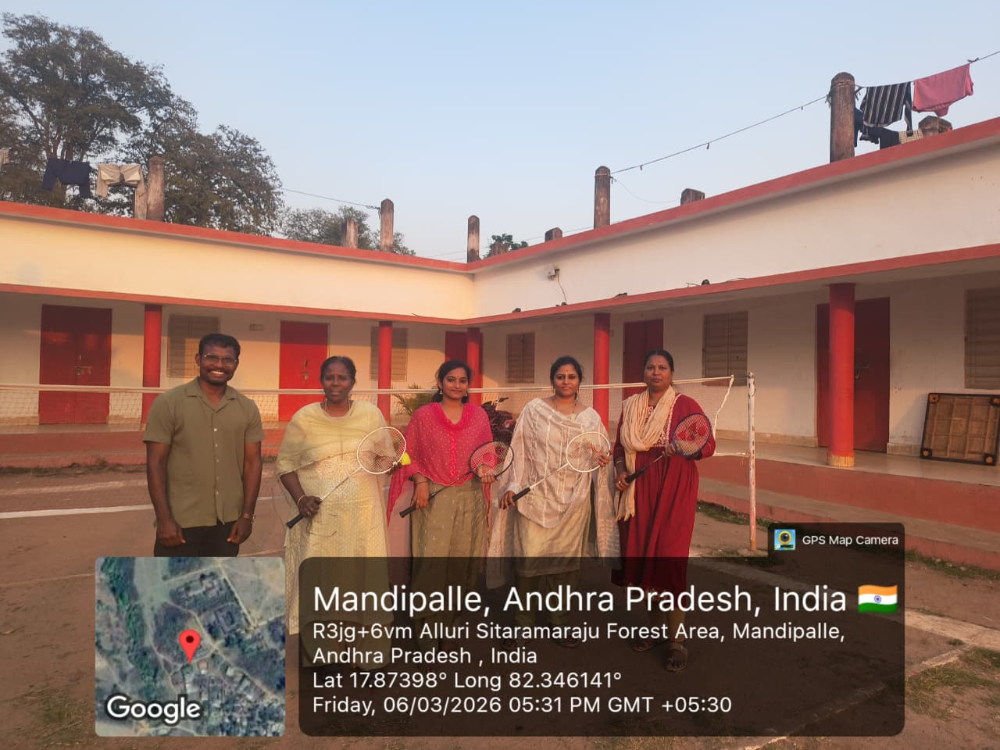 GPS Map Camera
Mandipalle, Andhra Pradesh, India
R3jg+6vm Alluri Sitaramaraju Forest Area, Mandipalle,
Andhra Pradesh , India
Lat 17.87398° Long 82.346141°
Friday, 06/03/2026 05:31 PM GMT +05:30
Google